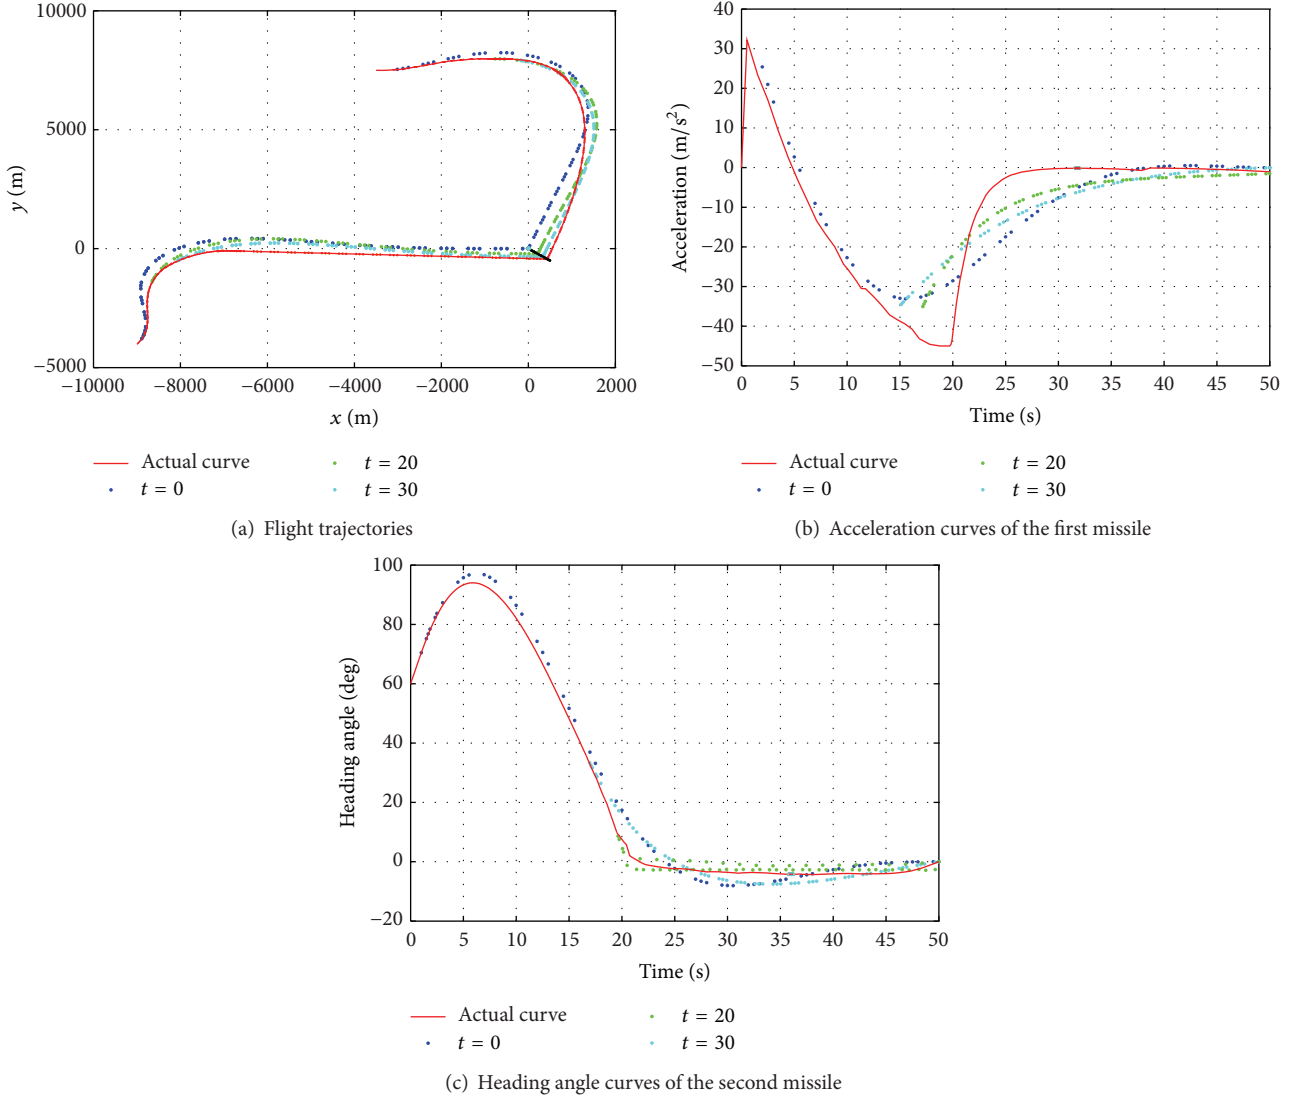 10000
5000
0
−5000
y (m)
−10000 −8000 −6000 −4000 −2000 0 2000
x (m)
Actual curve
t = 0
t = 20
t = 30
(a) Flight trajectories
40
30
20
10
0
−10
−20
−30
−40
−50
Acceleration (m/s²)
0 5 10 15 20 25 30 35 40 45 50
Time (s)
Actual curve
t = 0
t = 20
t = 30
(b) Acceleration curves of the first missile
100
80
60
40
20
0
−20
Heading angle (deg)
0 5 10 15 20 25 30 35 40 45 50
Time (s)
Actual curve
t = 0
t = 20
t = 30
(c) Heading angle curves of the second missile